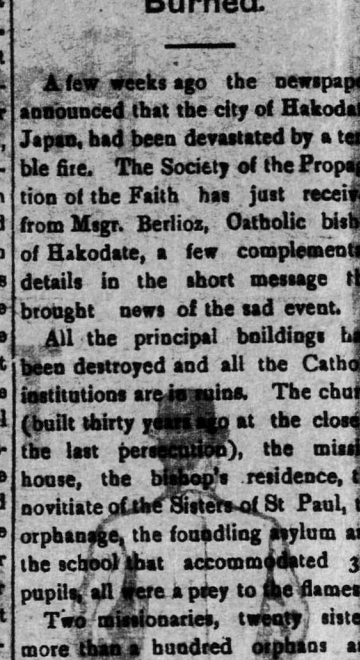 Burned.
A few weeks ago the newspape
announced that the city of Hakodat
Japan, had been devastated by a ter
ble fire. The Society of the Propag
tion of the Faith has just receiv
from Msgr. Berlioz, Oatholic bish
of Hakodate, a few complementa
details in the short message th
brought news of the sad event.
All the principal bnildings ha
been destroyed and all the Catho
institutions are in ruins. The chur
(built thirty years ago at the close
the last persecution), the missi
house, the bishop's residence, t
novitiate of the Sisters of St Paul, t
orphanage, the foundling asylum a
the school that accommodated 3
pupils, all were a prey to the flames
Two missionaries, twenty siste
more than a hundred orphans a